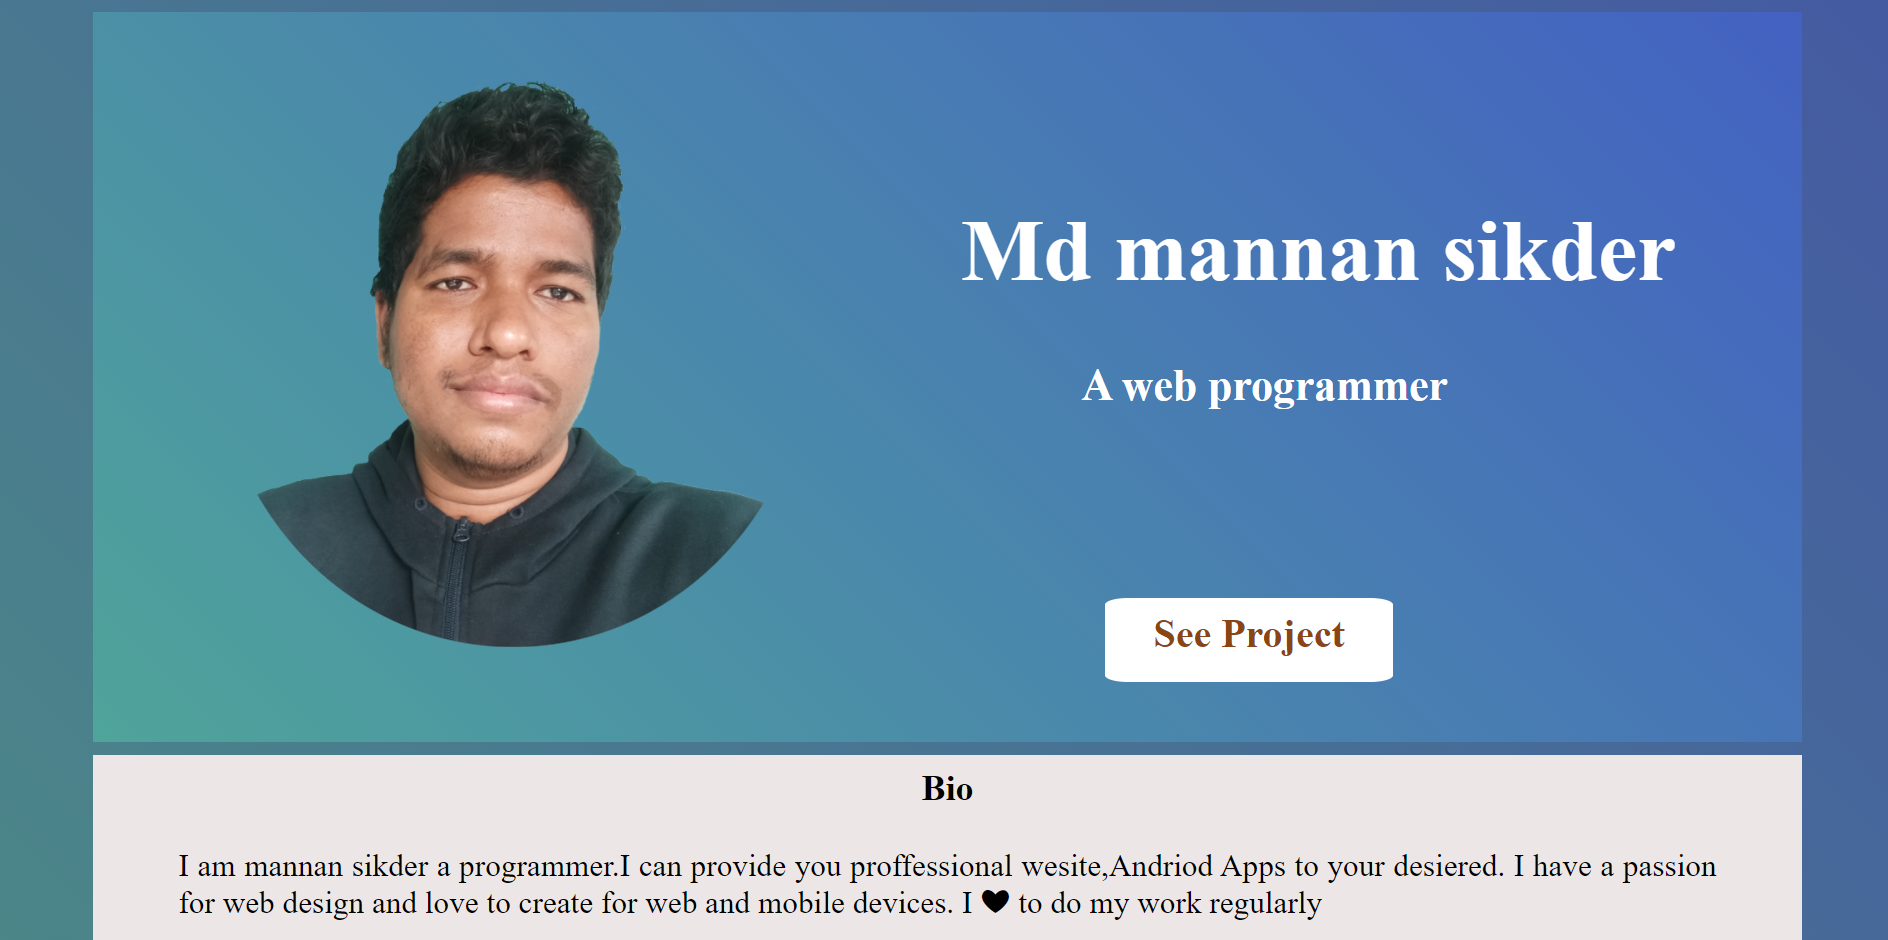 Md mannan sikder
A web programmer
See Project
Bio
I am mannan sikder a programmer.I can provide you proffessional wesite,Andriod Apps to your desiered. I have a passion
for web design and love to create for web and mobile devices. I ♥ to do my work regularly